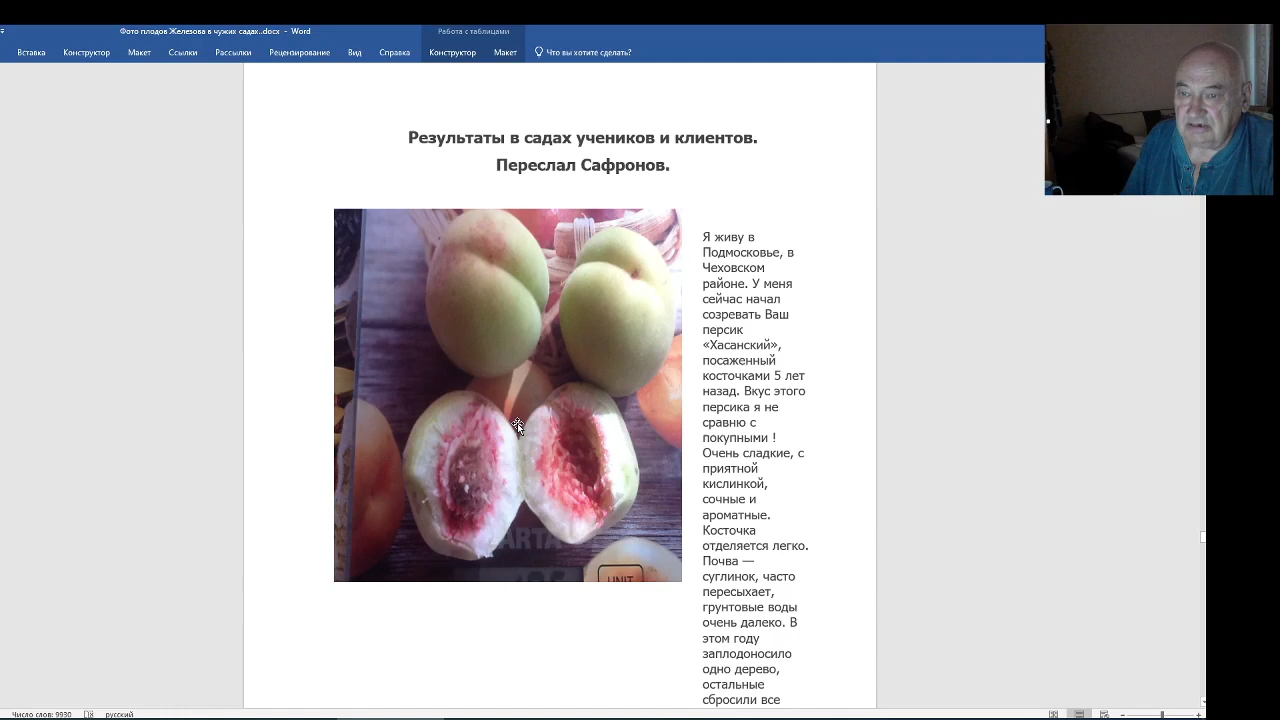 Фото плодов Железова в чужих садах..docx - Word
Работа с таблицами
Вставка Конструктор Макет Ссылки Рассылки Рецензирование Вид Справка Конструктор Макет Что вы хотите сделать?
Результаты в садах учеников и клиентов.
Переслал Сафронов.
Я живу в
Подмосковье, в
Чеховском
районе. У меня
сейчас начал
созревать Ваш
персик
«Хасанский»,
посаженный
косточками 5 лет
назад. Вкус этого
персика я не
сравню с
покупными !
Очень сладкие, с
приятной
кислинкой,
сочные и
ароматные.
Косточка
отделяется легко.
Почва —
суглинок, часто
пересыхает,
грунтовые воды
очень далеко. В
этом году
заплодоносило
одно дерево,
остальные
сбросили все
UNIT
Число слов: 9930 русский